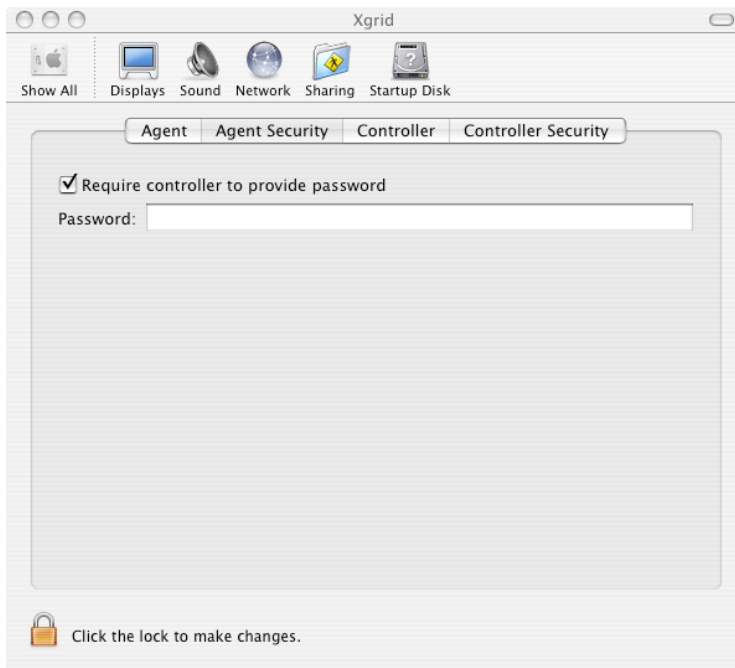 Xgrid
Show All Displays Sound Network Sharing Startup Disk
Agent Agent Security Controller Controller Security
Require controller to provide password
Password:
Click the lock to make changes.